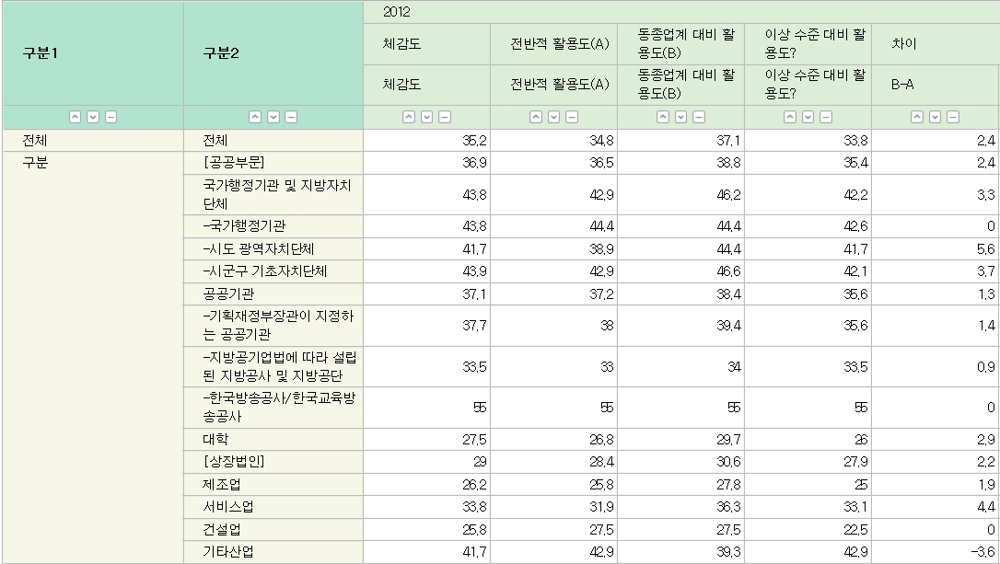 2012
구분1 구분2 체감도 전반적 활용도(A) 동종업계 대비 활 이상 수준 대비 활 차이
용도(B) 용도?
체감도 전반적 활용도(A) 동종업계 대비 활 이상 수준 대비 활 B-A
용도(B) 용도?
전체 전체 35.2 34.8 37.1 33.8 2.4
구분 [공공부문] 36.9 36.5 38.8 35.4 2.4
국가행정기관 및 지방자치
단체 43.8 42.9 46.2 42.2 3.3
-국가행정기관 43.8 44.4 44.4 42.6 0
-시도 광역자치단체 41.7 38.9 44.4 41.7 5.6
-시군구 기초자치단체 43.9 42.9 46.6 42.1 3.7
공공기관 37.1 37.2 38.4 35.6 1.3
-기획재정부장관이 지정하
는 공공기관 37.7 38 39.4 35.6 1.4
-지방공기업법에 따라 설립
된 지방공사 및 지방공단 33.5 33 34 33.5 0.9
-한국방송공사/한국교육방
송공사 55 55 55 55 0
대학 27.5 26.8 29.7 26 2.9
[상장법인] 29 28.4 30.6 27.9 2.2
제조업 26.2 25.8 27.8 25 1.9
서비스업 33.8 31.9 36.3 33.1 4.4
건설업 25.8 27.5 27.5 22.5 0
기타산업 41.7 42.9 39.3 42.9 -3.6